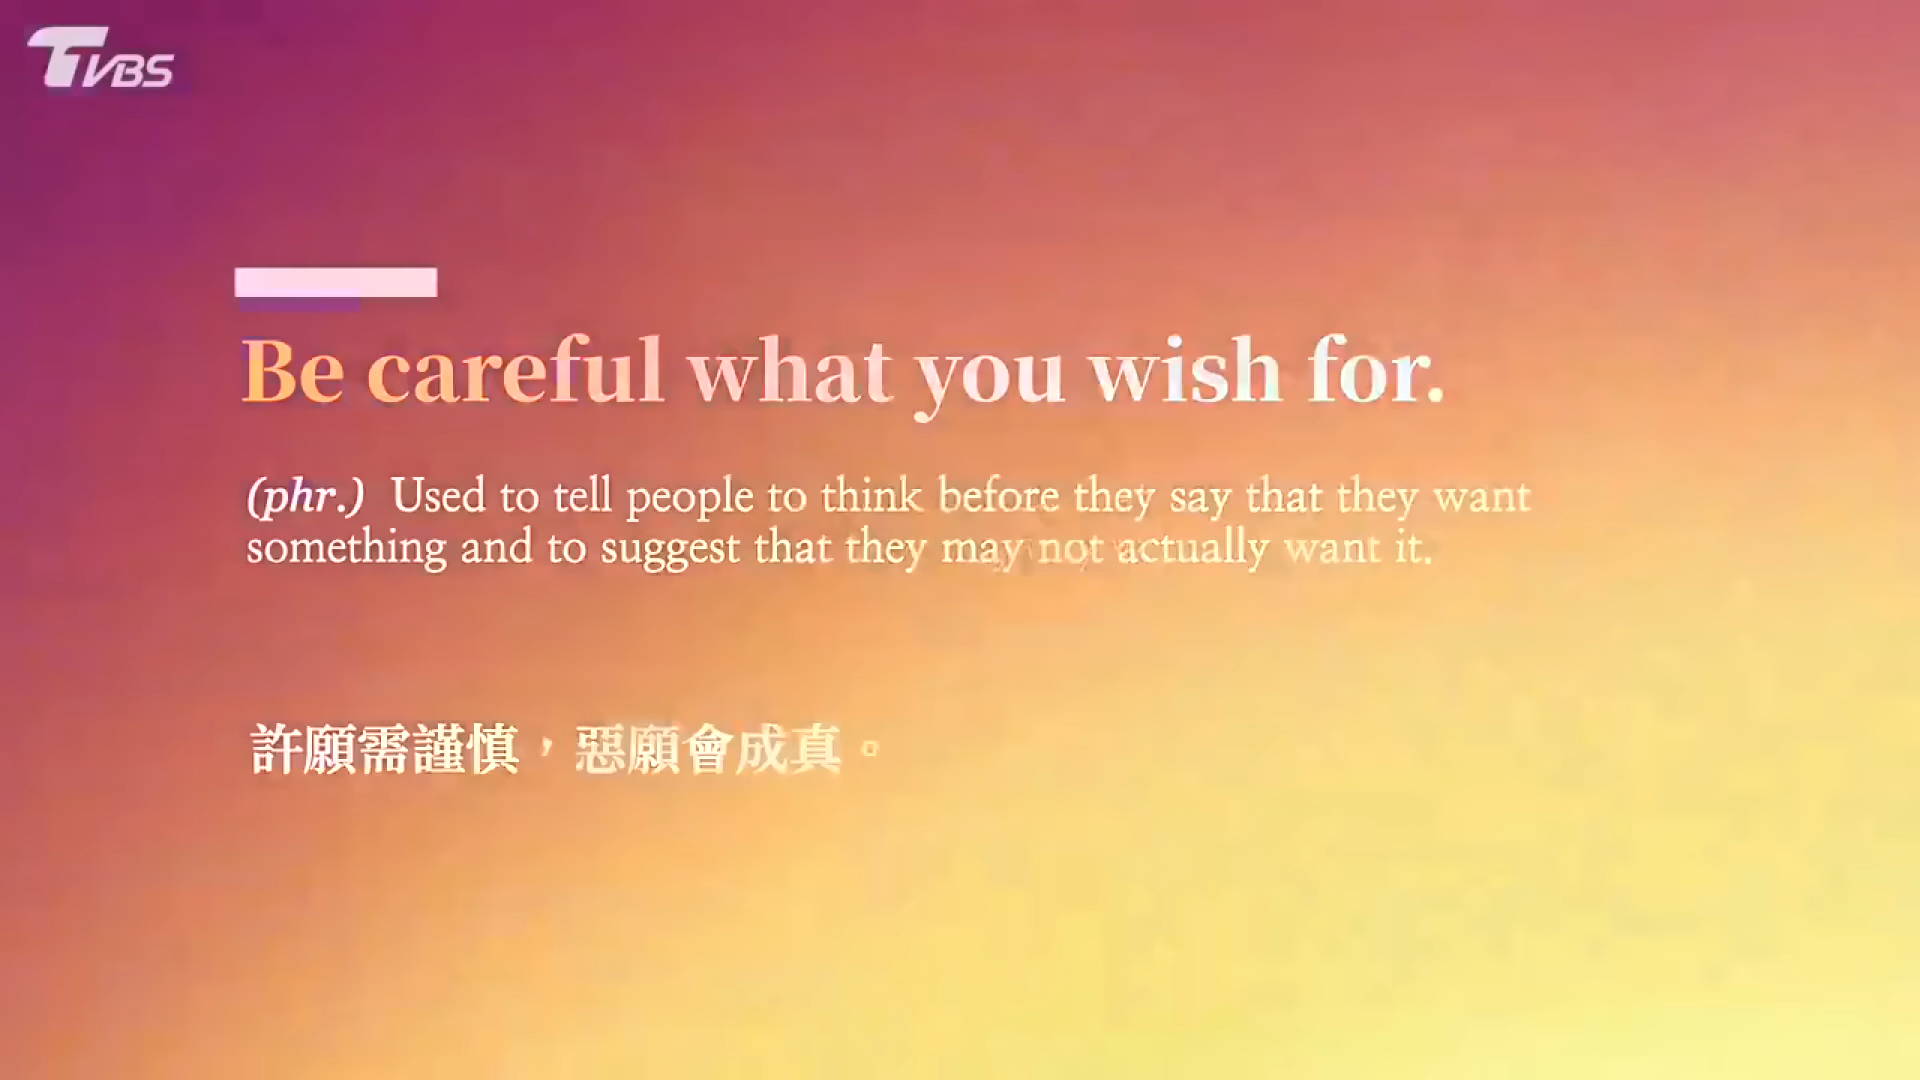 TVBS
Be careful what you wish for.
(phr.) Used to tell people to think before they say that they want
something and to suggest that they may not actually want it.
許願需謹慎，惡願會成真。